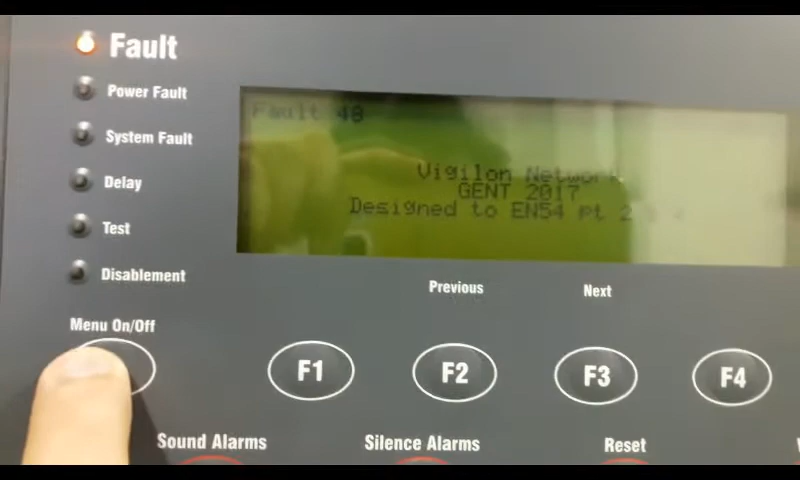 Fault
Power Fault
System Fault
Delay
Test
Disablement
Menu On/Off
Fault 48
Vigilon Network
GENT 2017
Designed to EN54 pt 2
Previous
Next
F1
F2
F3
F4
Sound Alarms
Silence Alarms
Reset